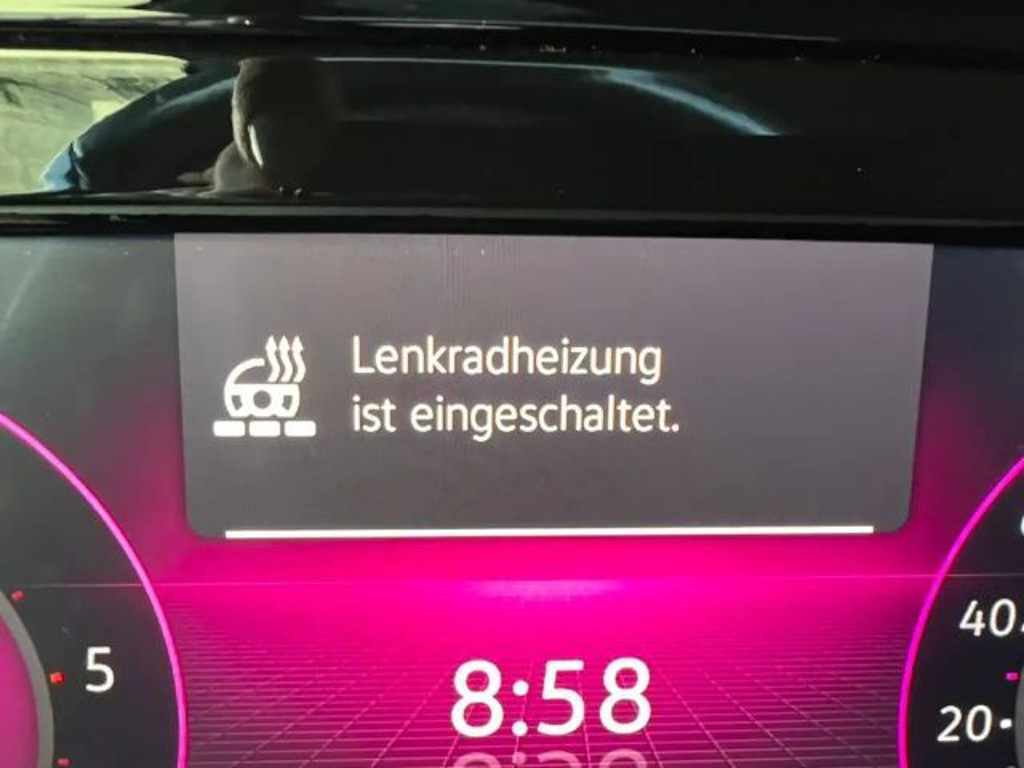 Lenkradheizung
ist eingeschaltet.
5
8:58
40
20